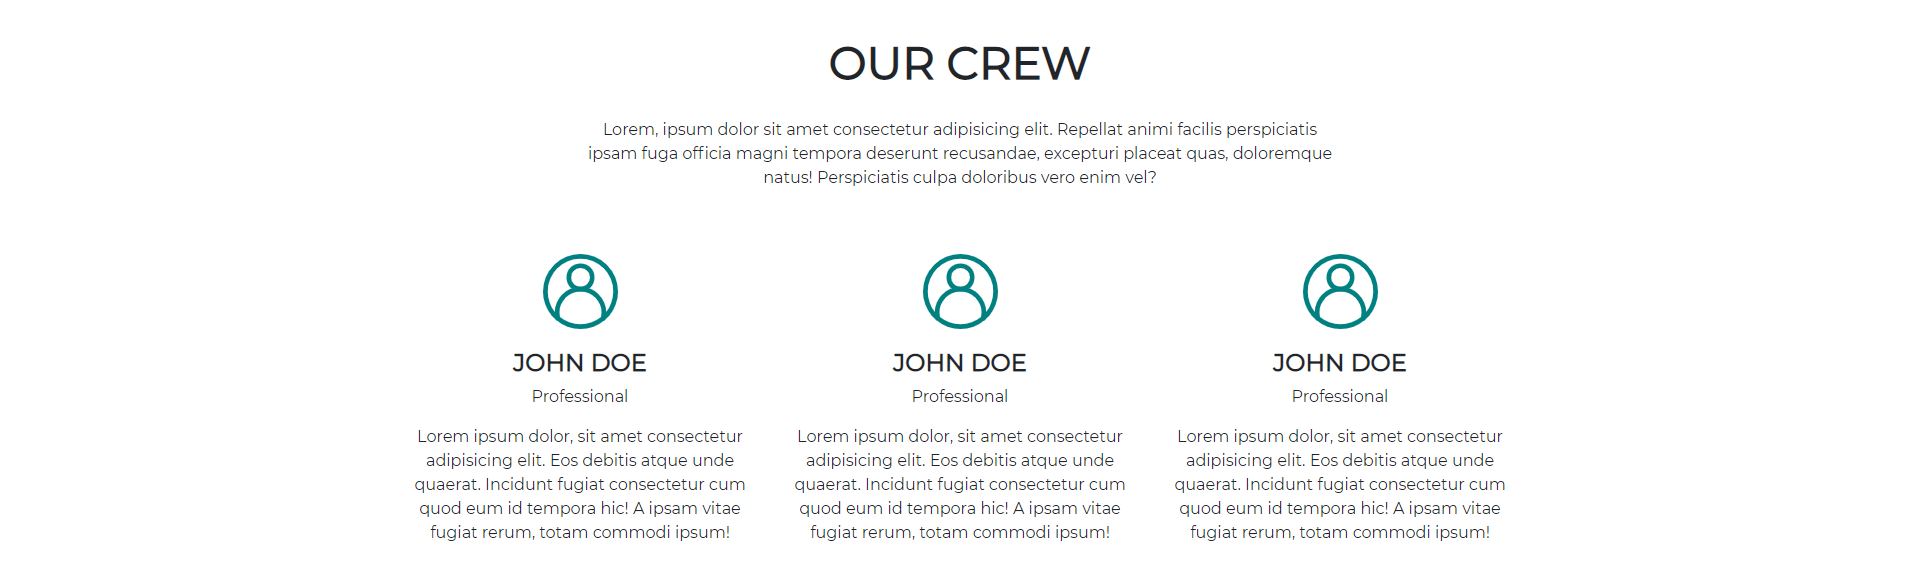 OUR CREW
Lorem, ipsum dolor sit amet consectetur adipisicing elit. Repellat animi facilis perspiciatis
ipsam fuga officia magni tempora deserunt recusandae, excepturi placeat quas, doloremque
natus! Perspiciatis culpa doloribus vero enim vel?
JOHN DOE
Professional
Lorem ipsum dolor, sit amet consectetur
adipisicing elit. Eos debitis atque unde
quaerat. Incidunt fugiat consectetur cum
quod eum id tempora hic! A ipsam vitae
fugiat rerum, totam commodi ipsum!
JOHN DOE
Professional
Lorem ipsum dolor, sit amet consectetur
adipisicing elit. Eos debitis atque unde
quaerat. Incidunt fugiat consectetur cum
quod eum id tempora hic! A ipsam vitae
fugiat rerum, totam commodi ipsum!
JOHN DOE
Professional
Lorem ipsum dolor, sit amet consectetur
adipisicing elit. Eos debitis atque unde
quaerat. Incidunt fugiat consectetur cum
quod eum id tempora hic! A ipsam vitae
fugiat rerum, totam commodi ipsum!